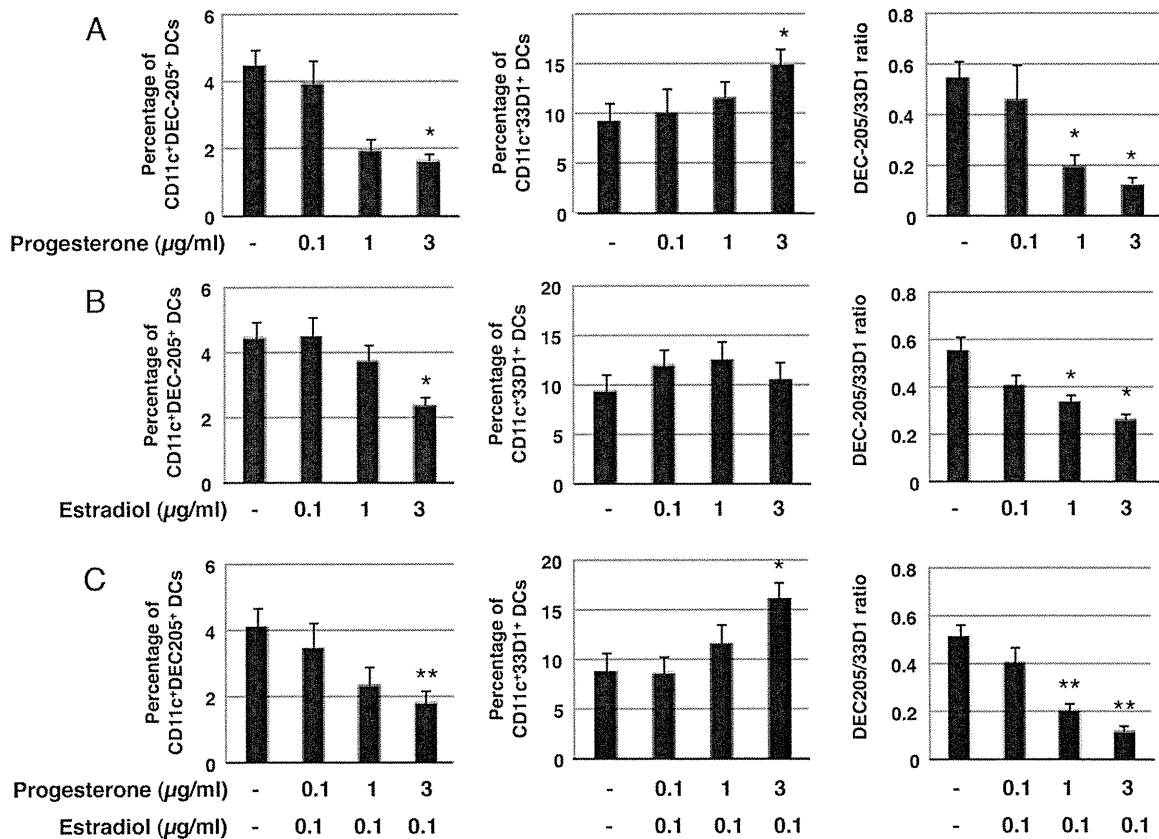 A
Percentage of
CD11c⁺DEC-205⁺ DCs
6
4
2
0
*
Percentage of
CD11c⁺33D1⁺ DCs
15
10
5
0
*
DEC-205/33D1 ratio
0.8
0.6
0.4
0.2
0
*
*
Progesterone (µg/ml) - 0.1 1 3 - 0.1 1 3 - 0.1 1 3
B
Percentage of
CD11c⁺DEC-205⁺ DCs
6
4
2
0
*
Percentage of
CD11c⁺33D1⁺ DCs
20
15
10
5
0
DEC-205/33D1 ratio
0.8
0.6
0.4
0.2
0
*
*
Estradiol (µg/ml) - 0.1 1 3 - 0.1 1 3 - 0.1 1 3
C
Percentage of
CD11c⁺DEC205⁺ DCs
6
4
2
0
**
Percentage of
CD11c⁺33D1⁺ DCs
20
15
10
5
0
*
DEC205/33D1 ratio
0.8
0.6
0.4
0.2
0
**
**
Progesterone (µg/ml) - 0.1 1 3 - 0.1 1 3 - 0.1 1 3
Estradiol (µg/ml) - 0.1 0.1 0.1 - 0.1 0.1 0.1 - 0.1 0.1 0.1